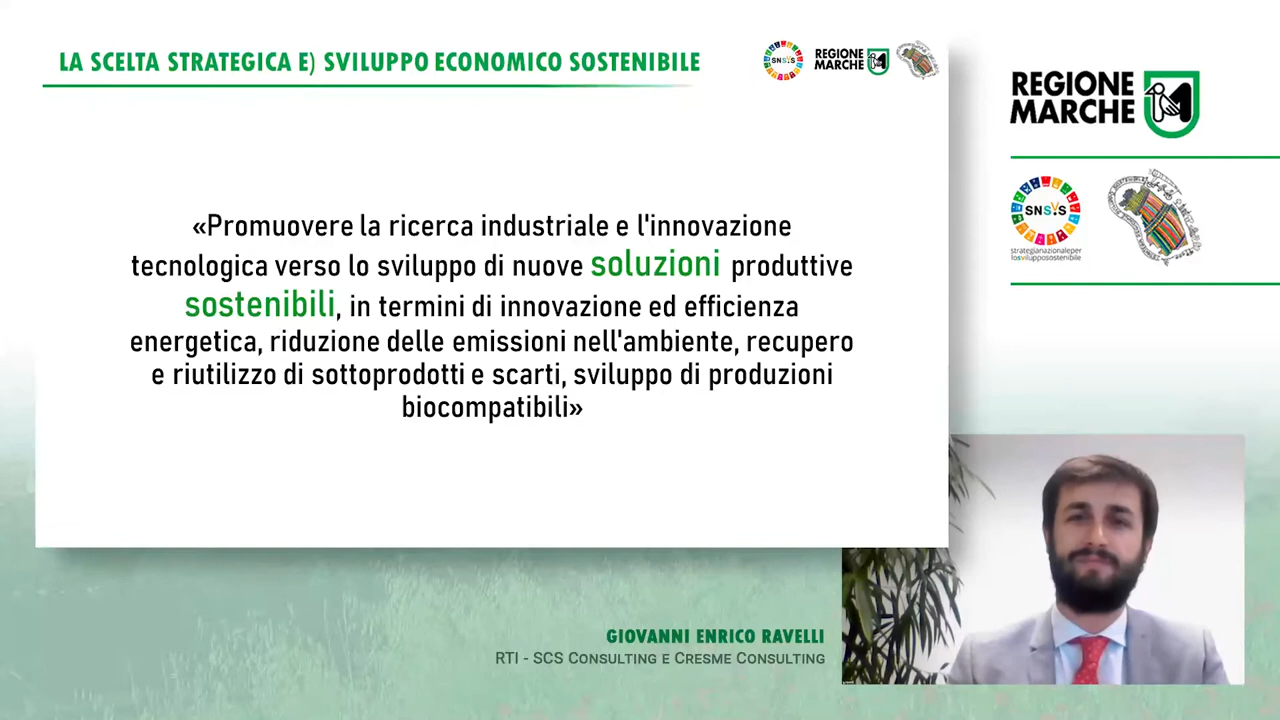 LA SCELTA STRATEGICA E) SVILUPPO ECONOMICO SOSTENIBILE
SNSVS
REGIONE
MARCHE
REGIONE
MARCHE
SNSVS
strategianazionaleper
losvilupposostenibile
«Promuovere la ricerca industriale e l'innovazione
tecnologica verso lo sviluppo di nuove soluzioni produttive
sostenibili, in termini di innovazione ed efficienza
energetica, riduzione delle emissioni nell'ambiente, recupero
e riutilizzo di sottoprodotti e scarti, sviluppo di produzioni
biocompatibili»
GIOVANNI ENRICO RAVELLI
RTI - SCS CONSULTING E CRESME CONSULTING